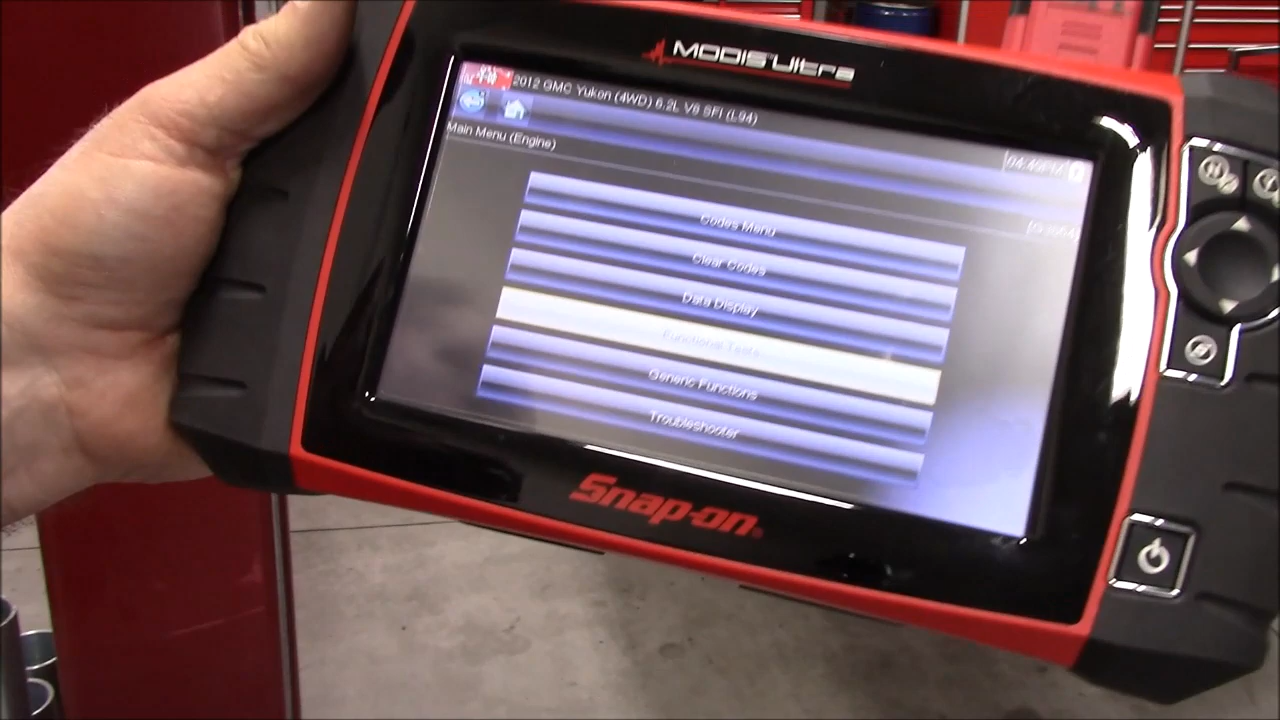 MODIS Ultra
2012 GMC Yukon (4WD) 6.2L V8 SFI (L94)
Main Menu (Engine)
Codes Menu
Clear Codes
Data Display
Functional Tests
Generic Functions
Troubleshooter
Snap-on